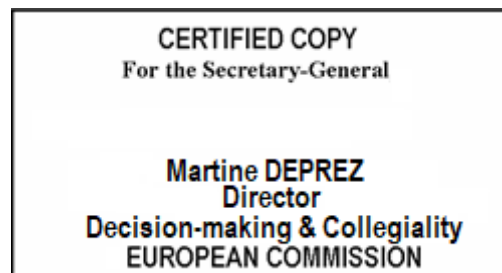 CERTIFIED COPY
For the Secretary-General
Martine DEPREZ
Director
Decision-making & Collegiality
EUROPEAN COMMISSION